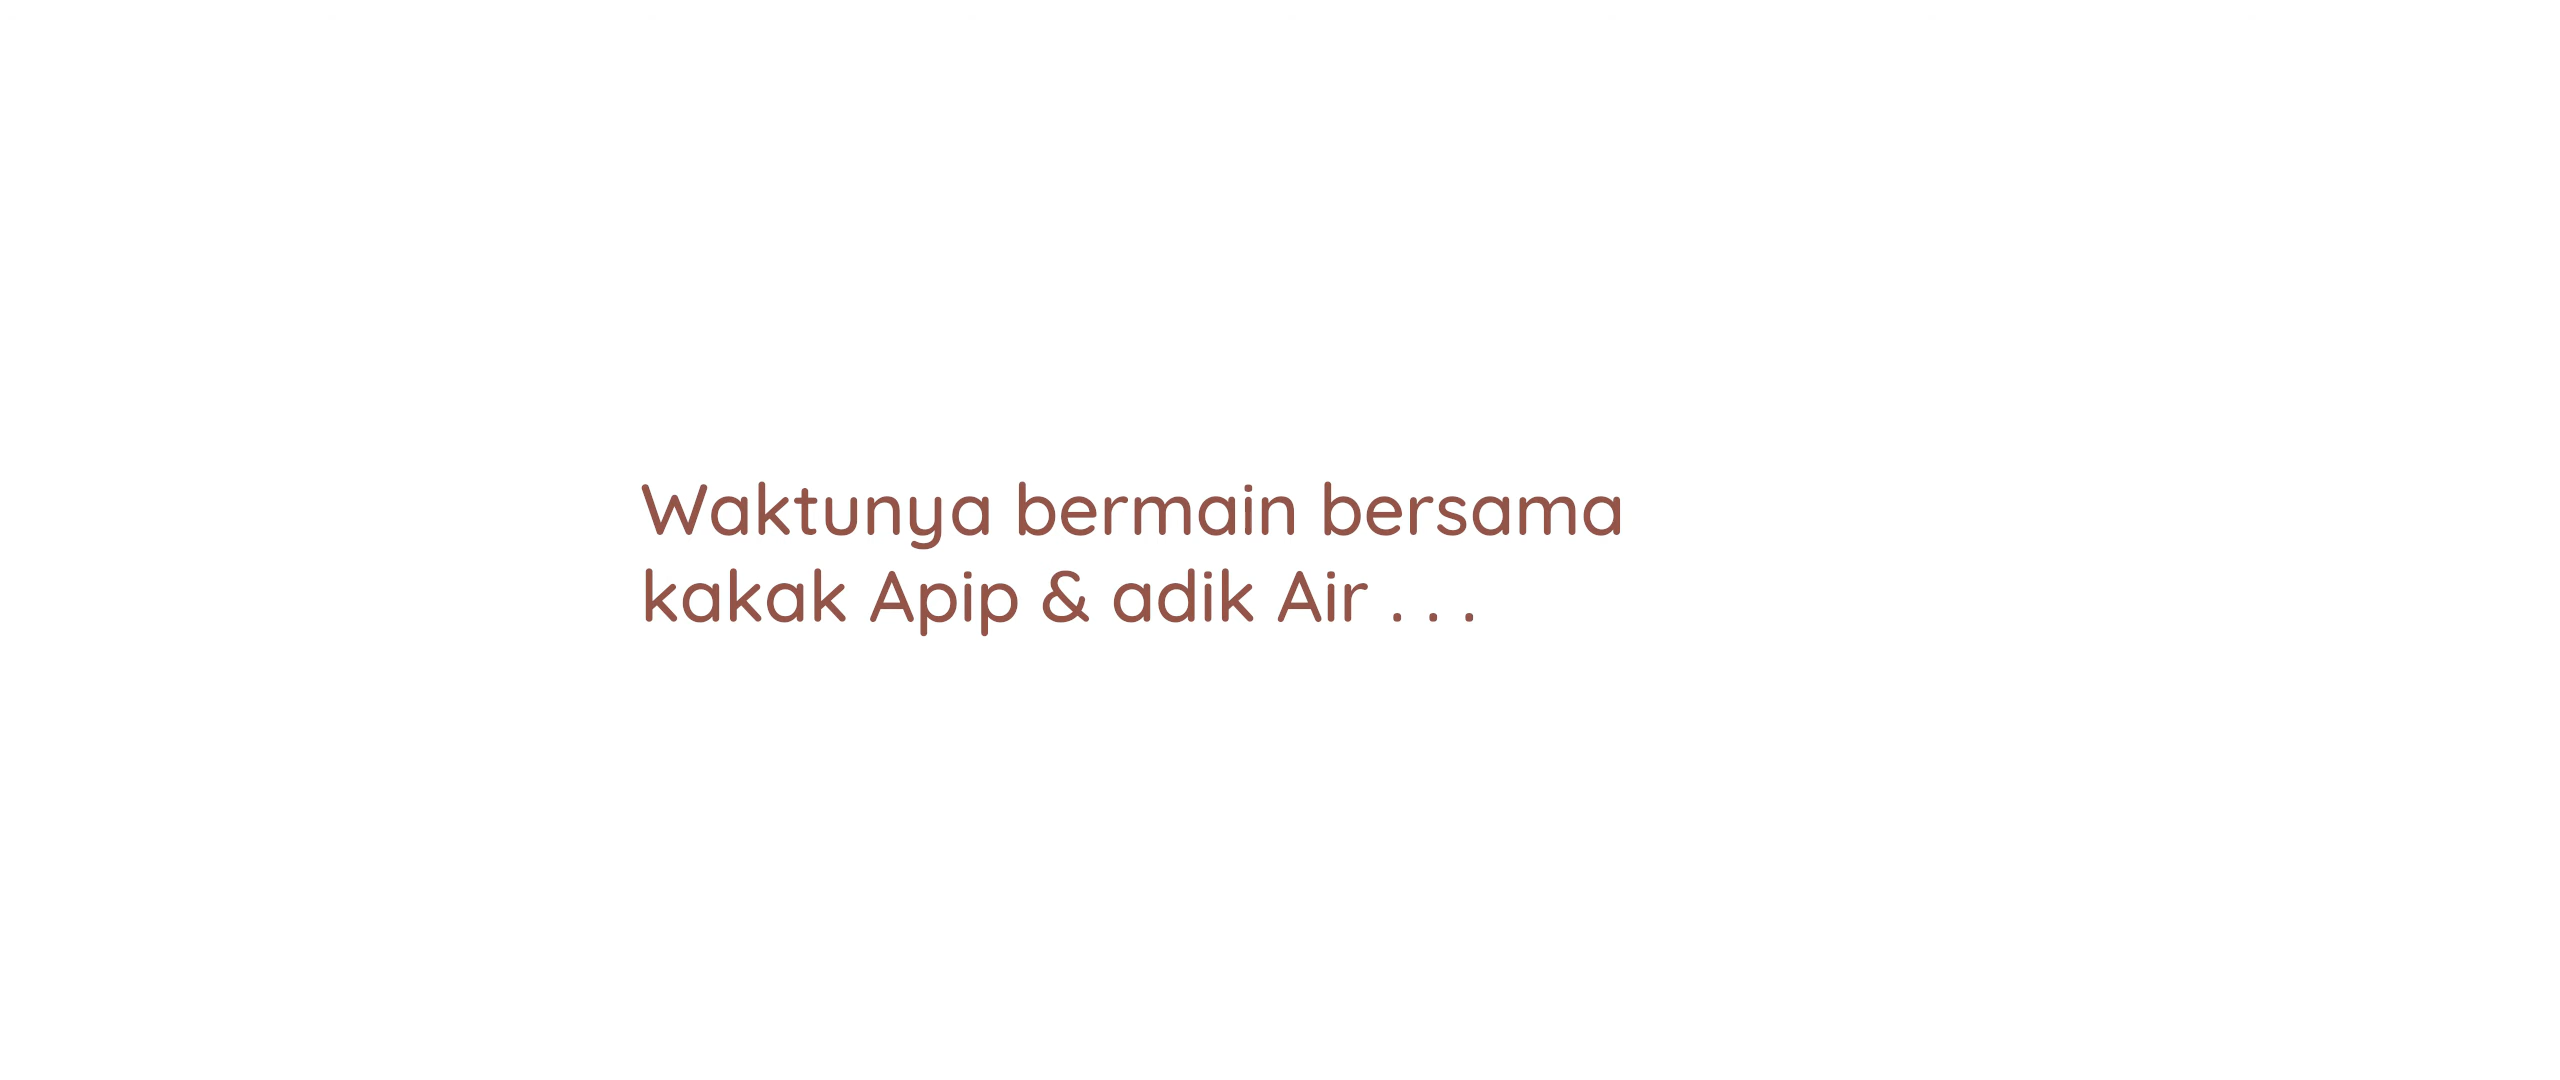 Waktunya bermain bersama
kakak Apip & adik Air . . .